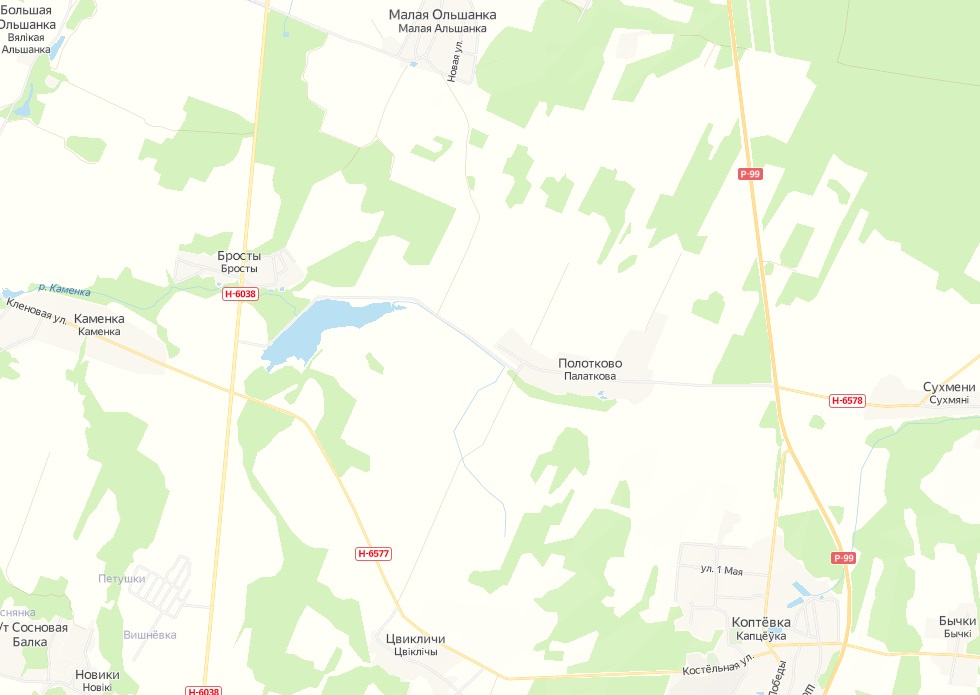 Большая
Ольшанка
Вялікая
Альшанка
Малая Ольшанка
Малая Альшанка
Новая ул.
Р-99
Бросты
Бросты
р. Каменка
Н-6038
Кленовая ул.
Каменка
Каменка
Полотково
Палаткова
Сухмени
Сухмяні
Н-6578
Н-6577
Р-99
ул. 1 Мая
Петушки
снянка
/т Сосновая
Балка
Вишнёвка
Коптёвка
Капцёўка
Бычки
Бычкі
Цвикличи
Цвіклічы
Костёльная ул.
Новики
Новікі
Н-6038